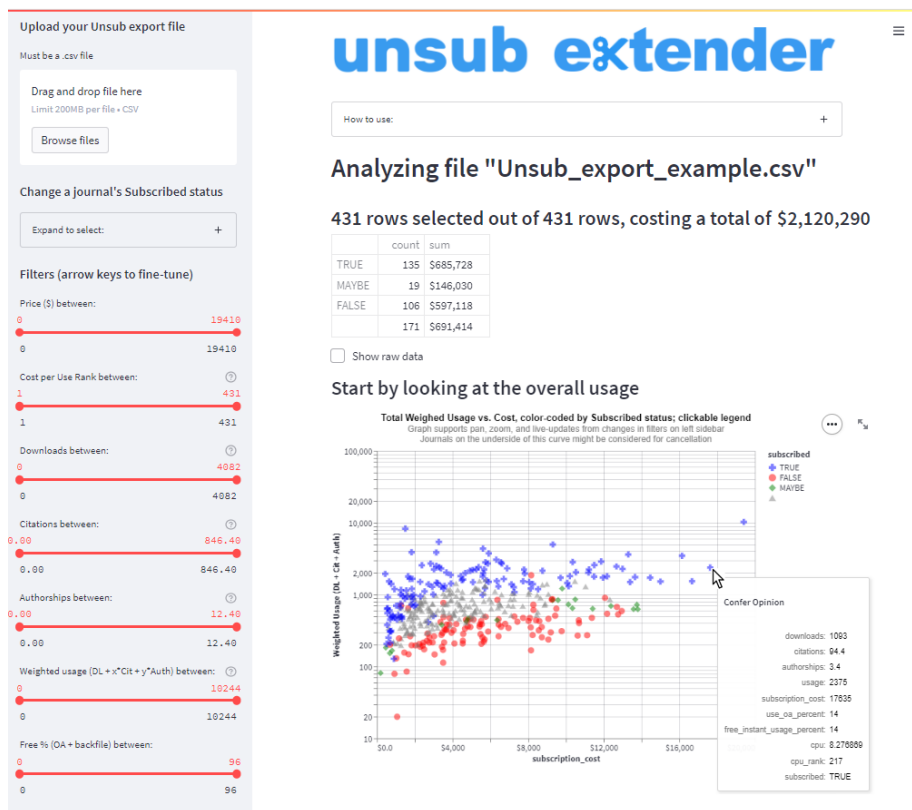 Upload your Unsub export file
Must be a .csv file
Drag and drop file here
Limit 200MB per file • CSV
Browse files
Change a journal's Subscribed status
Expand to select: +
Filters (arrow keys to fine-tune)
Price ($) between:
0 19410
0 19410
Cost per Use Rank between: ?
1 431
1 431
Downloads between: ?
0 4082
0 4082
Citations between: ?
0.00 846.40
0.00 846.40
Authorships between: ?
0.00 12.40
0.00 12.40
Weighted usage (DL + x*Cit + y*Auth) between: ?
0 10244
0 10244
Free % (OA + backfile) between:
0 96
0 96
unsub extender
How to use: +
Analyzing file "Unsub_export_example.csv"
431 rows selected out of 431 rows, costing a total of $2,120,290
count sum
TRUE 135 $685,728
MAYBE 19 $146,030
FALSE 106 $597,118
171 $691,414
Show raw data
Start by looking at the overall usage
Total Weighed Usage vs. Cost, color-coded by Subscribed status; clickable legend
Graph supports pan, zoom, and live-updates from changes in filters on left sidebar
Journals on the underside of this curve might be considered for cancellation
subscribed
TRUE
FALSE
MAYBE
Weighted Usage (DL + Cit + Auth)
100,000
20,000
10,000
2,000
1,000
200
100
20
10
$0.0 $4,000 $8,000 $12,000 $16,000
subscription_cost
Confer Opinion
downloads: 1093
citations: 94.4
authorships: 3.4
usage: 2375
subscription_cost: 17635
use_oa_percent: 14
free_instant_usage_percent: 14
cpu: 8.276869
cpu_rank: 217
subscribed: TRUE